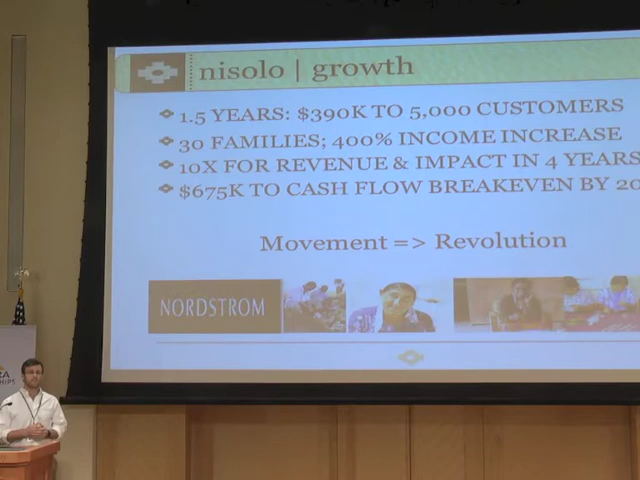 nisolo | growth
1.5 YEARS: $390K TO 5,000 CUSTOMERS
30 FAMILIES; 400% INCOME INCREASE
10X FOR REVENUE & IMPACT IN 4 YEARS
$675K TO CASH FLOW BREAKEVEN BY 20
Movement => Revolution
NORDSTROM